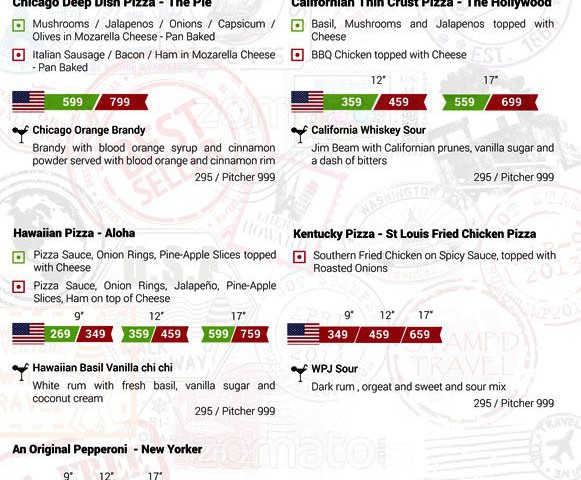 Chicago Deep Dish Pizza - The Pie
Mushrooms / Jalapenos / Onions / Capsicum /
Olives in Mozarella Cheese - Pan Baked
Italian Sausage / Bacon / Ham in Mozarella Cheese
- Pan Baked
599 799
Chicago Orange Brandy
Brandy with blood orange syrup and cinnamon
powder served with blood orange and cinnamon rim
295 / Pitcher 999
Californian Thin Crust Pizza - The Hollywood
Basil, Mushrooms and Jalapenos topped with
Cheese
BBQ Chicken topped with Cheese
12" 17"
359 459 559 699
California Whiskey Sour
Jim Beam with Californian prunes, vanilla sugar and
a dash of bitters
295 / Pitcher 999
Hawaiian Pizza - Aloha
Pizza Sauce, Onion Rings, Pine-Apple Slices topped
with Cheese
Pizza Sauce, Onion Rings, Jalapeño, Pine-Apple
Slices, Ham on top of Cheese
9" 12" 17"
269 349 359 459 599 759
Hawaiian Basil Vanilla chi chi
White rum with fresh basil, vanilla sugar and
coconut cream
295 / Pitcher 999
Kentucky Pizza - St Louis Fried Chicken Pizza
Southern Fried Chicken on Spicy Sauce, topped with
Roasted Onions
9" 12" 17"
349 459 659
WPJ Sour
Dark rum , orgeat and sweet and sour mix
295 / Pitcher 999
An Original Pepperoni - New Yorker
9" 12" 17"
zomato